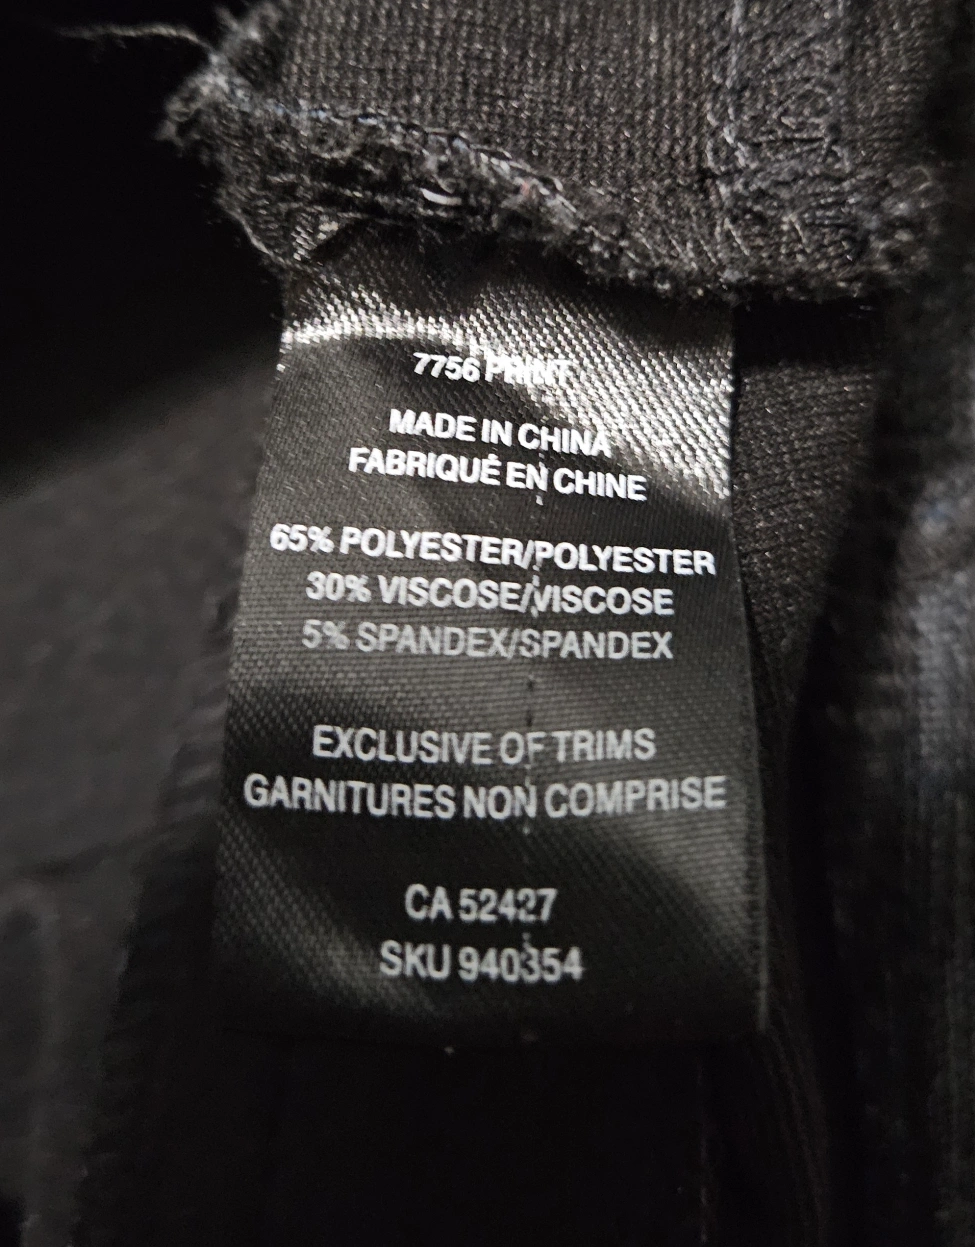 7756 PRINT
MADE IN CHINA
FABRIQUÉ EN CHINE
65% POLYESTER/POLYESTER
30% VISCOSE/VISCOSE
5% SPANDEX/SPANDEX
EXCLUSIVE OF TRIMS
GARNITURES NON COMPRISE
CA 52427
SKU 940354